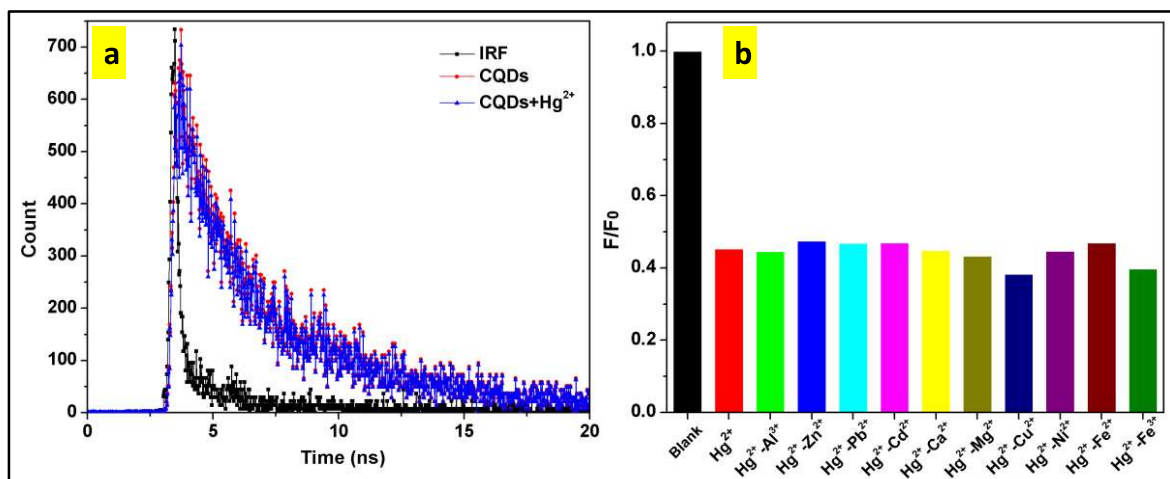 a
IRF
CQDs
CQDs+Hg²⁺
Count
700
600
500
400
300
200
100
0
0
5
10
15
20
Time (ns)
b
F/F₀
1.0
0.8
0.6
0.4
0.2
0.0
Blank
Hg²⁺
Hg²⁺-Al³⁺
Hg²⁺-Zn²⁺
Hg²⁺-Pb²⁺
Hg²⁺-Cd²⁺
Hg²⁺-Ca²⁺
Hg²⁺-Mg²⁺
Hg²⁺-Cu²⁺
Hg²⁺-Ni²⁺
Hg²⁺-Fe²⁺
Hg²⁺-Fe³⁺